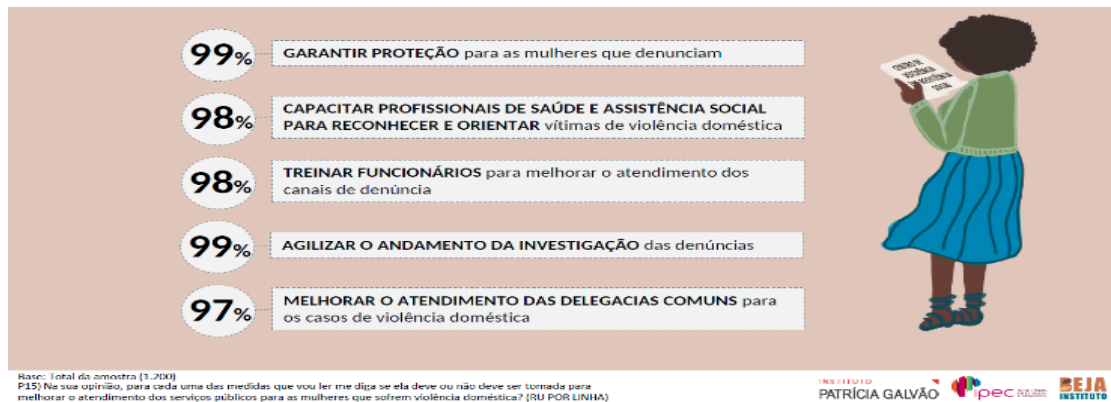 99% GARANTIR PROTEÇÃO para as mulheres que denunciam
98% CAPACITAR PROFISSIONAIS DE SAÚDE E ASSISTÊNCIA SOCIAL
PARA RECONHECER E ORIENTAR vítimas de violência doméstica
98% TREINAR FUNCIONÁRIOS para melhorar o atendimento dos
canais de denúncia
99% AGILIZAR O ANDAMENTO DA INVESTIGAÇÃO das denúncias
97% MELHORAR O ATENDIMENTO DAS DELEGACIAS COMUNS para
os casos de violência doméstica
CENTRO DE
ASSISTÊNCIA
SOCIAL
Base: Total da amostra (1.200)
P15) Na sua opinião, para cada uma das medidas que vou ler me diga se ela deve ou não deve ser tomada para
melhorar o atendimento dos serviços públicos para as mulheres que sofrem violência doméstica? (RU POR LINHA)
INSTITUTO
PATRÍCIA GALVÃO
ipec
BEJA
INSTITUTO